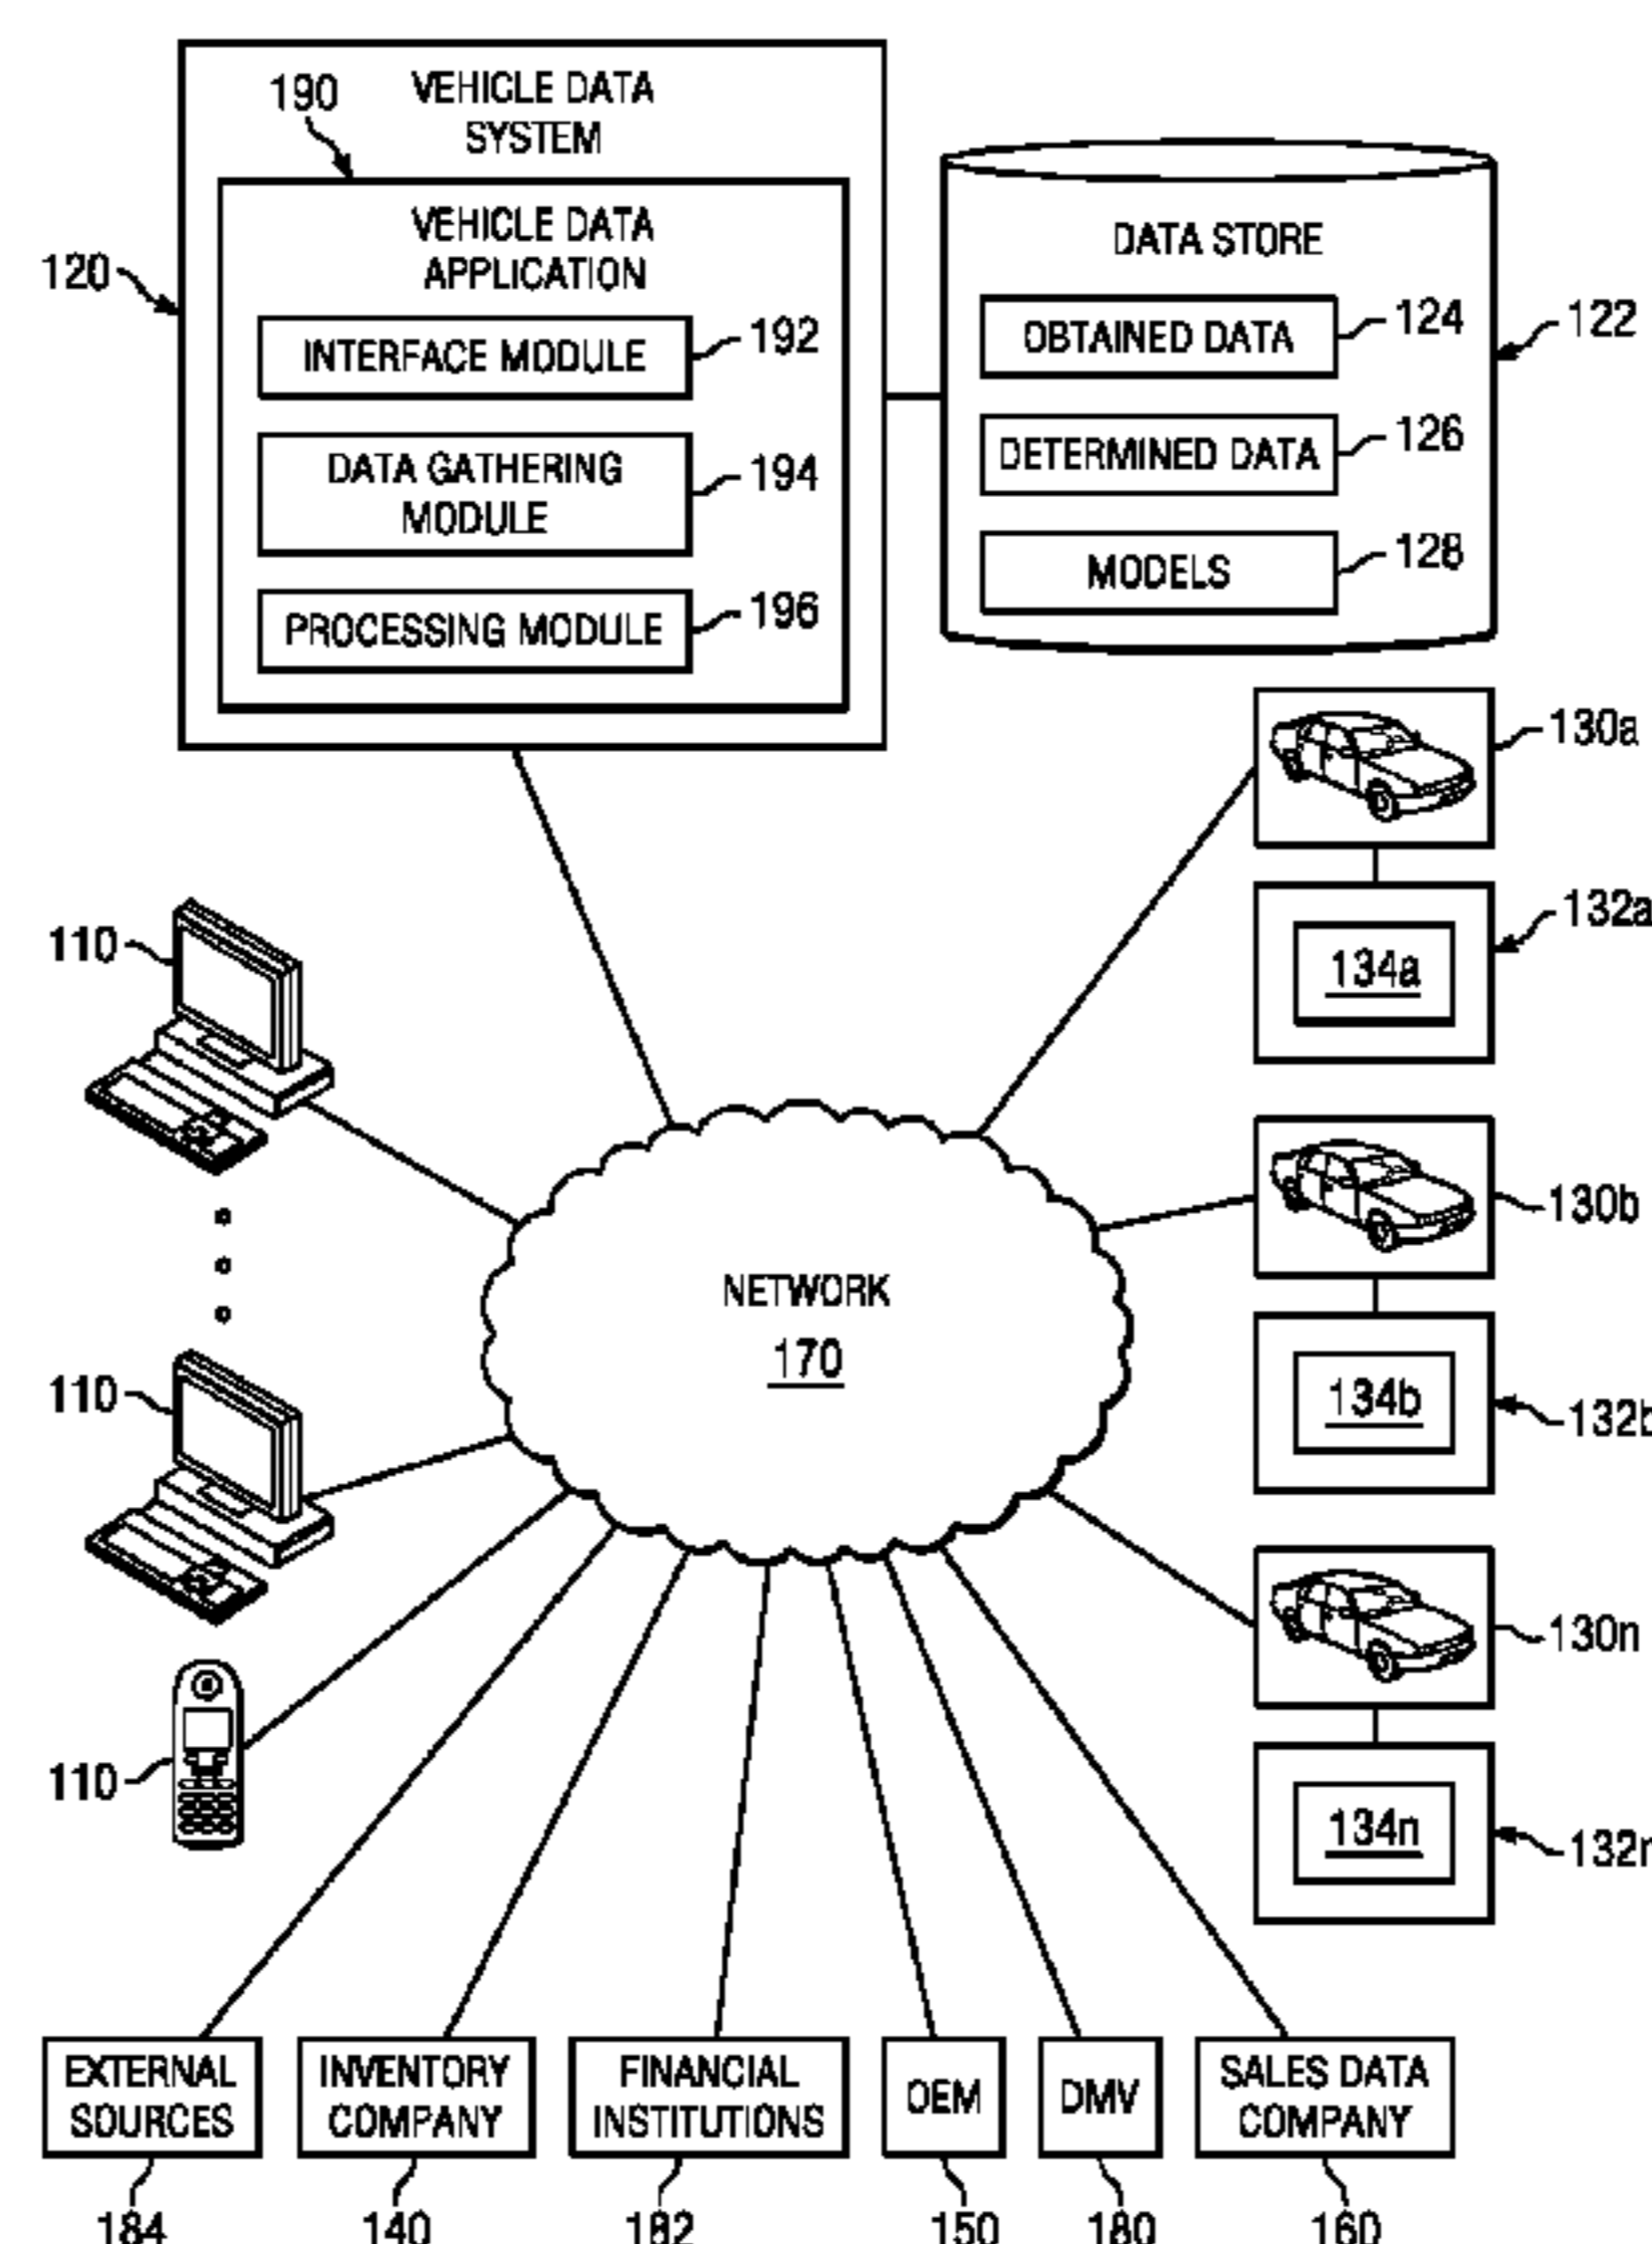 190
VEHICLE DATA
SYSTEM
VEHICLE DATA
APPLICATION
120
INTERFACE MODULE
192
DATA GATHERING
MODULE
194
PROCESSING MODULE
196
DATA STORE
OBTAINED DATA
124
122
DETERMINED DATA
126
MODELS
128
130a
132a
134a
110
130b
NETWORK
170
134b
132b
110
130n
110
134n
132n
EXTERNAL
SOURCES
INVENTORY
COMPANY
FINANCIAL
INSTITUTIONS
OEM
DMV
SALES DATA
COMPANY
184
140
182
150
180
160